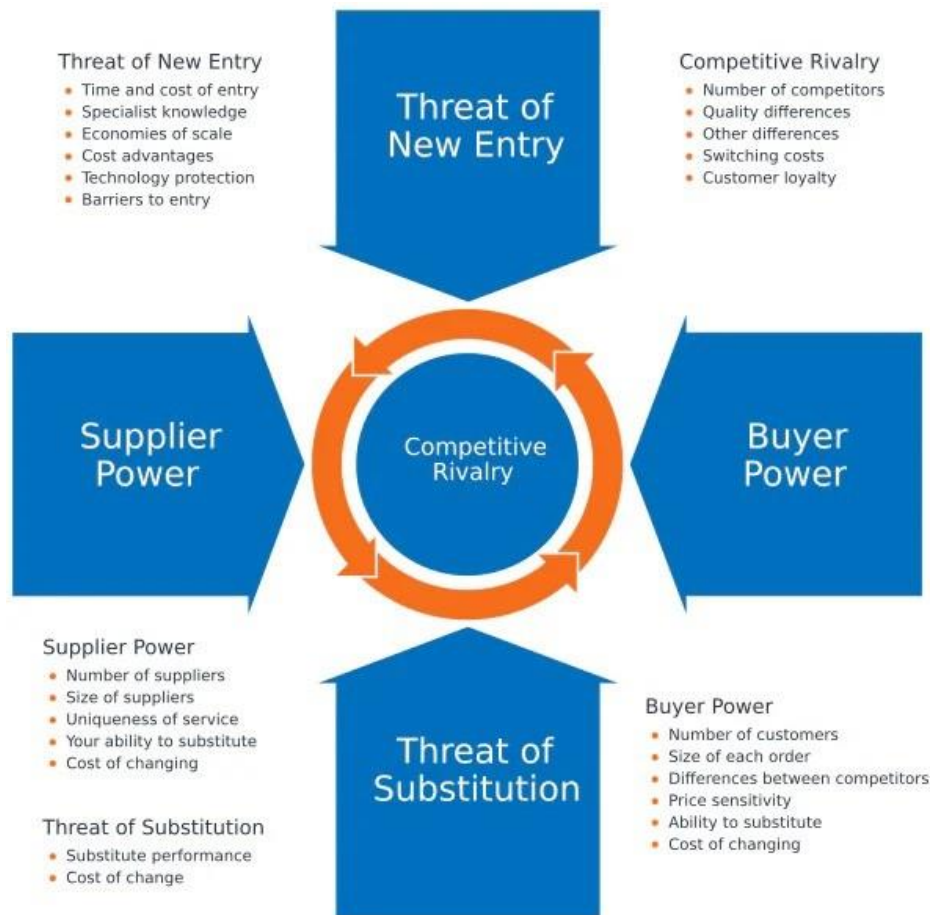 Threat of New Entry
Time and cost of entry
Specialist knowledge
Economies of scale
Cost advantages
Technology protection
Barriers to entry
Threat of
New Entry
Competitive Rivalry
Number of competitors
Quality differences
Other differences
Switching costs
Customer loyalty
Supplier
Power
Competitive
Rivalry
Buyer
Power
Supplier Power
Number of suppliers
Size of suppliers
Uniqueness of service
Your ability to substitute
Cost of changing
Threat of Substitution
Substitute performance
Cost of change
Threat of
Substitution
Buyer Power
Number of customers
Size of each order
Differences between competitors
Price sensitivity
Ability to substitute
Cost of changing